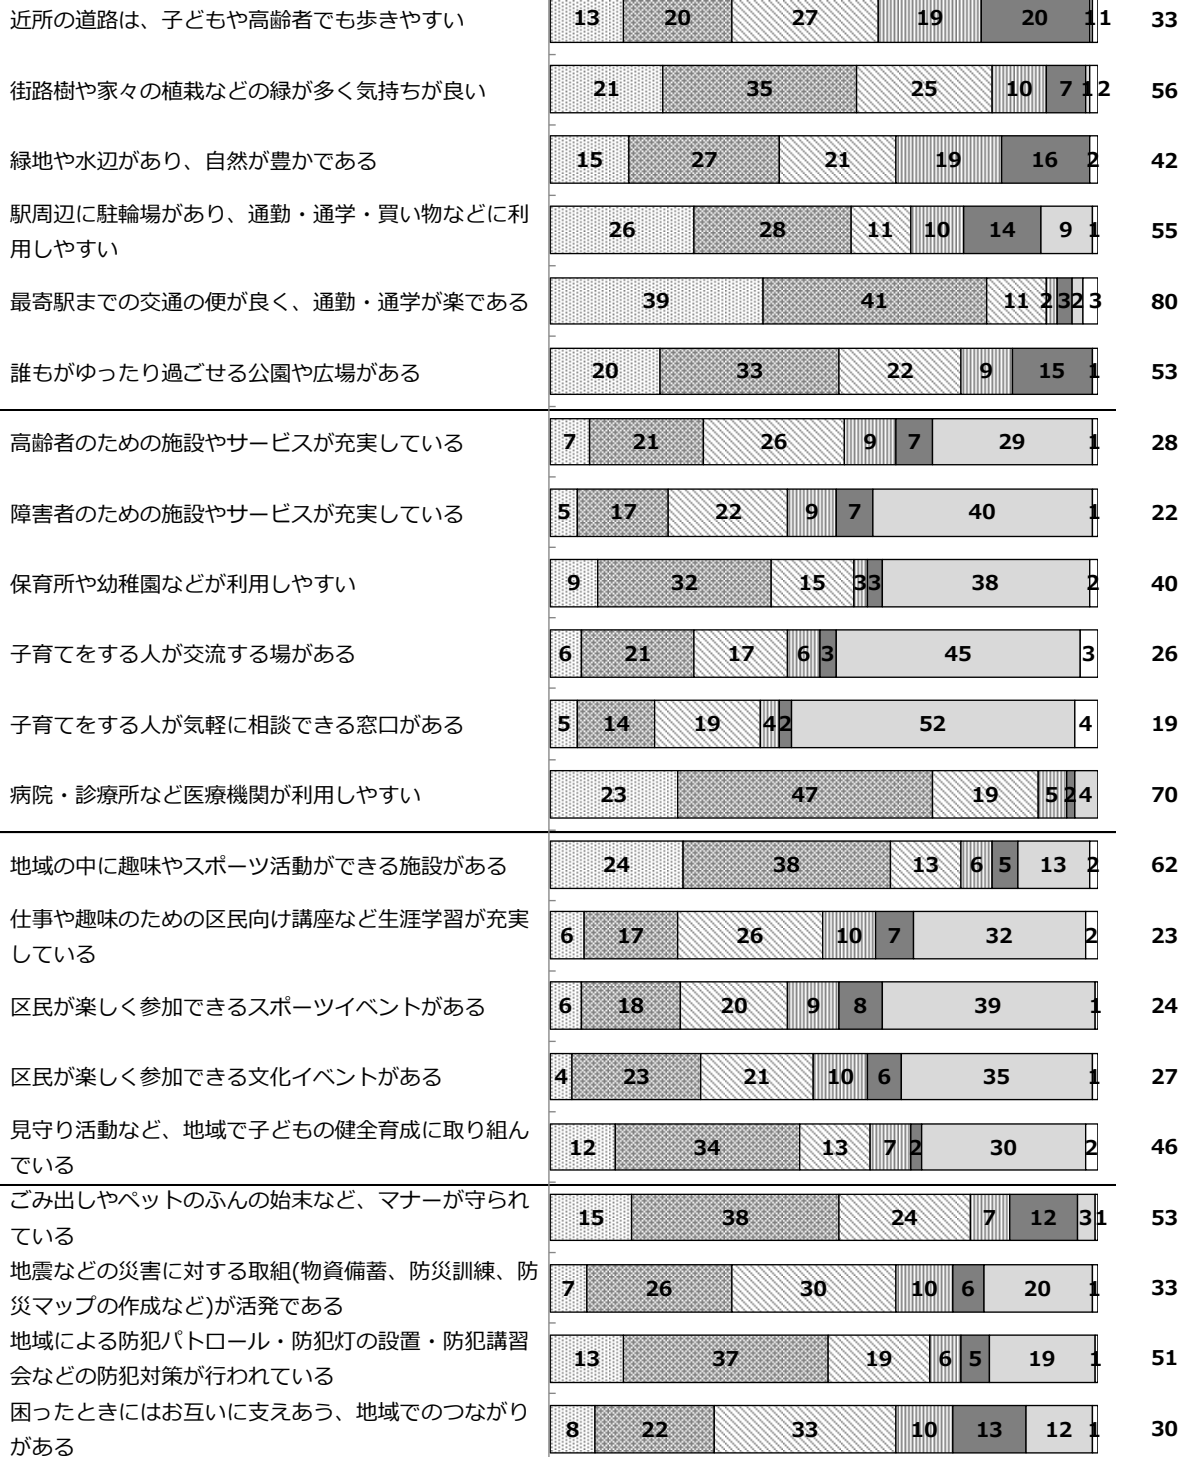 近所の道路は、子どもや高齢者でも歩きやすい 13 20 27 19 20 1 1 33
街路樹や家々の植栽などの緑が多く気持ちが良い 21 35 25 10 7 1 2 56
緑地や水辺があり、自然が豊かである 15 27 21 19 16 2 42
駅周辺に駐輪場があり、通勤・通学・買い物などに利
用しやすい 26 28 11 10 14 9 1 55
最寄駅までの交通の便が良く、通勤・通学が楽である 39 41 11 2 3 2 3 80
誰もがゆったり過ごせる公園や広場がある 20 33 22 9 15 1 53
高齢者のための施設やサービスが充実している 7 21 26 9 7 29 1 28
障害者のための施設やサービスが充実している 5 17 22 9 7 40 1 22
保育所や幼稚園などが利用しやすい 9 32 15 3 3 38 2 40
子育てをする人が交流する場がある 6 21 17 6 3 45 3 26
子育てをする人が気軽に相談できる窓口がある 5 14 19 4 2 52 4 19
病院・診療所など医療機関が利用しやすい 23 47 19 5 2 4 70
地域の中に趣味やスポーツ活動ができる施設がある 24 38 13 6 5 13 2 62
仕事や趣味のための区民向け講座など生涯学習が充実
している 6 17 26 10 7 32 2 23
区民が楽しく参加できるスポーツイベントがある 6 18 20 9 8 39 1 24
区民が楽しく参加できる文化イベントがある 4 23 21 10 6 35 1 27
見守り活動など、地域で子どもの健全育成に取り組ん
でいる 12 34 13 7 2 30 2 46
ごみ出しやペットのふんの始末など、マナーが守られ
ている 15 38 24 7 12 3 1 53
地震などの災害に対する取組(物資備蓄、防災訓練、防
災マップの作成など)が活発である 7 26 30 10 6 20 1 33
地域による防犯パトロール・防犯灯の設置・防犯講習
会などの防犯対策が行われている 13 37 19 6 5 19 1 51
困ったときにはお互いに支えあう、地域でのつながり
がある 8 22 33 10 13 12 1 30